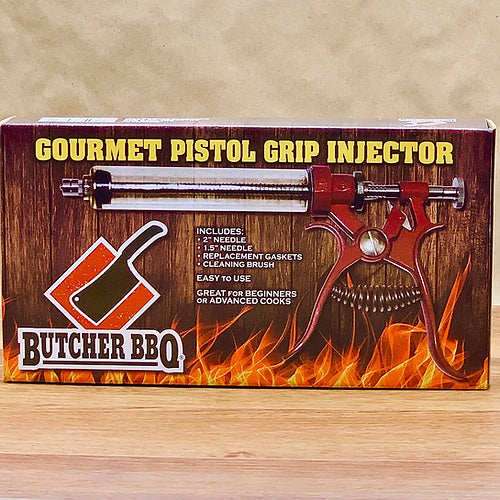 GOURMET PISTOL GRIP INJECTOR
INCLUDES:
• 2" NEEDLE
• 1.5" NEEDLE
• REPLACEMENT GASKETS
• CLEANING BRUSH
EASY TO USE
GREAT FOR BEGINNERS
OR ADVANCED COOKS
BUTCHER BBQ